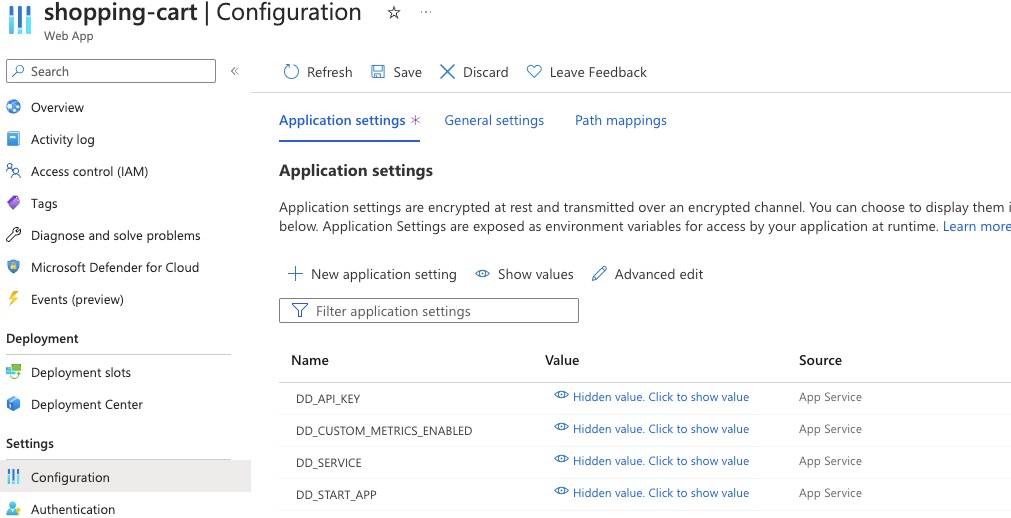 shopping-cart | Configuration
Web App
Search
Refresh Save Discard Leave Feedback
Overview
Activity log
Access control (IAM)
Tags
Diagnose and solve problems
Microsoft Defender for Cloud
Events (preview)
Deployment
Deployment slots
Deployment Center
Settings
Configuration
Authentication
Application settings General settings Path mappings
Application settings
Application settings are encrypted at rest and transmitted over an encrypted channel. You can choose to display them i
below. Application Settings are exposed as environment variables for access by your application at runtime. Learn more
New application setting Show values Advanced edit
Filter application settings
Name Value Source
DD_API_KEY Hidden value. Click to show value App Service
DD_CUSTOM_METRICS_ENABLED Hidden value. Click to show value App Service
DD_SERVICE Hidden value. Click to show value App Service
DD_START_APP Hidden value. Click to show value App Service